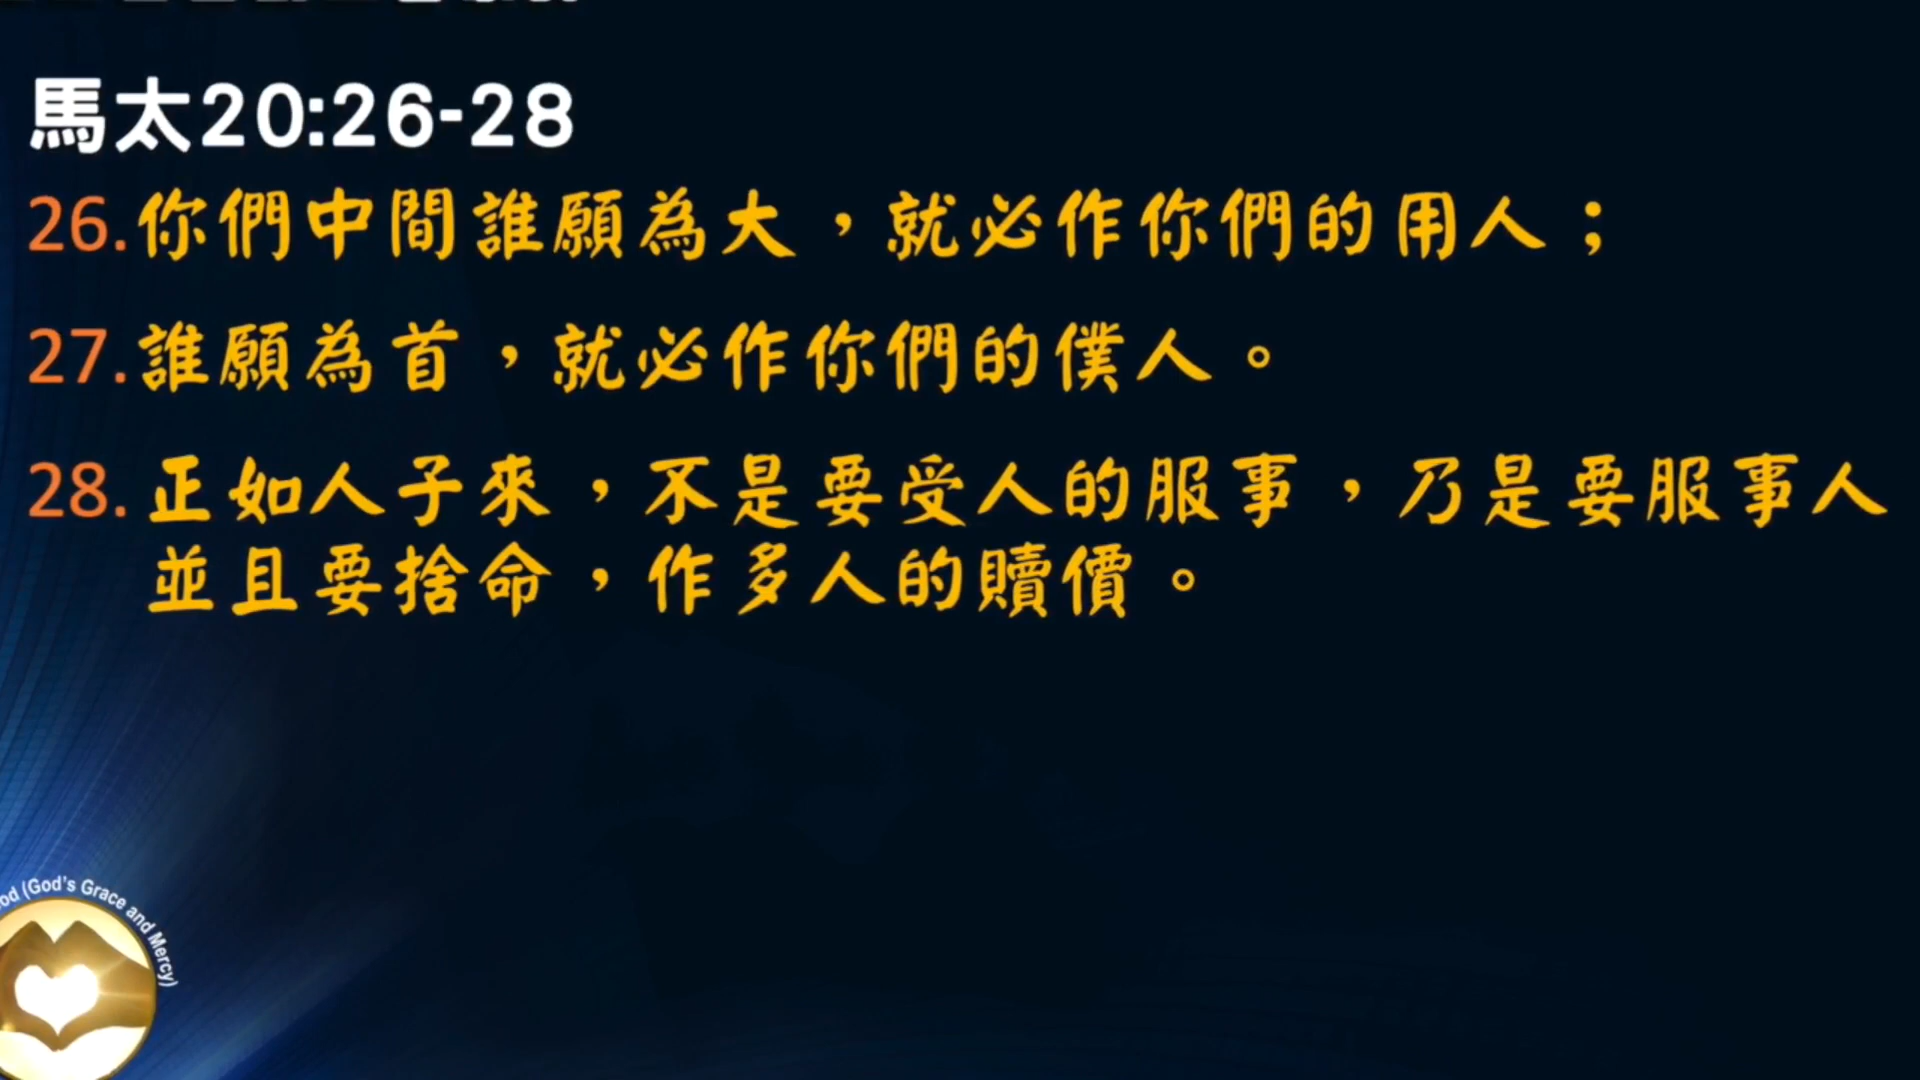 馬太20:26-28
26.你們中間誰願為大，就必作你們的用人；
27.誰願為首，就必作你們的僕人。
28.正如人子來，不是要受人的服事，乃是要服事人
並且要捨命，作多人的贖價。
(God's Grace and Mercy)